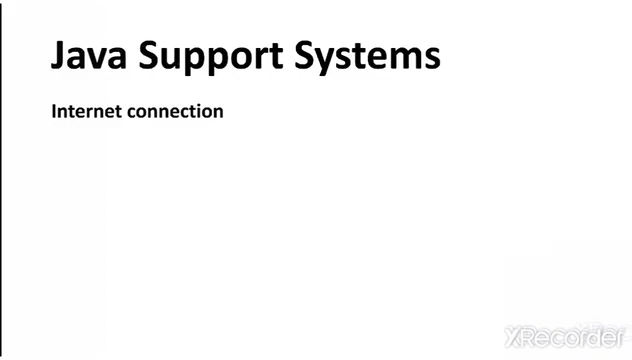 Java Support Systems
Internet connection
XRecorder